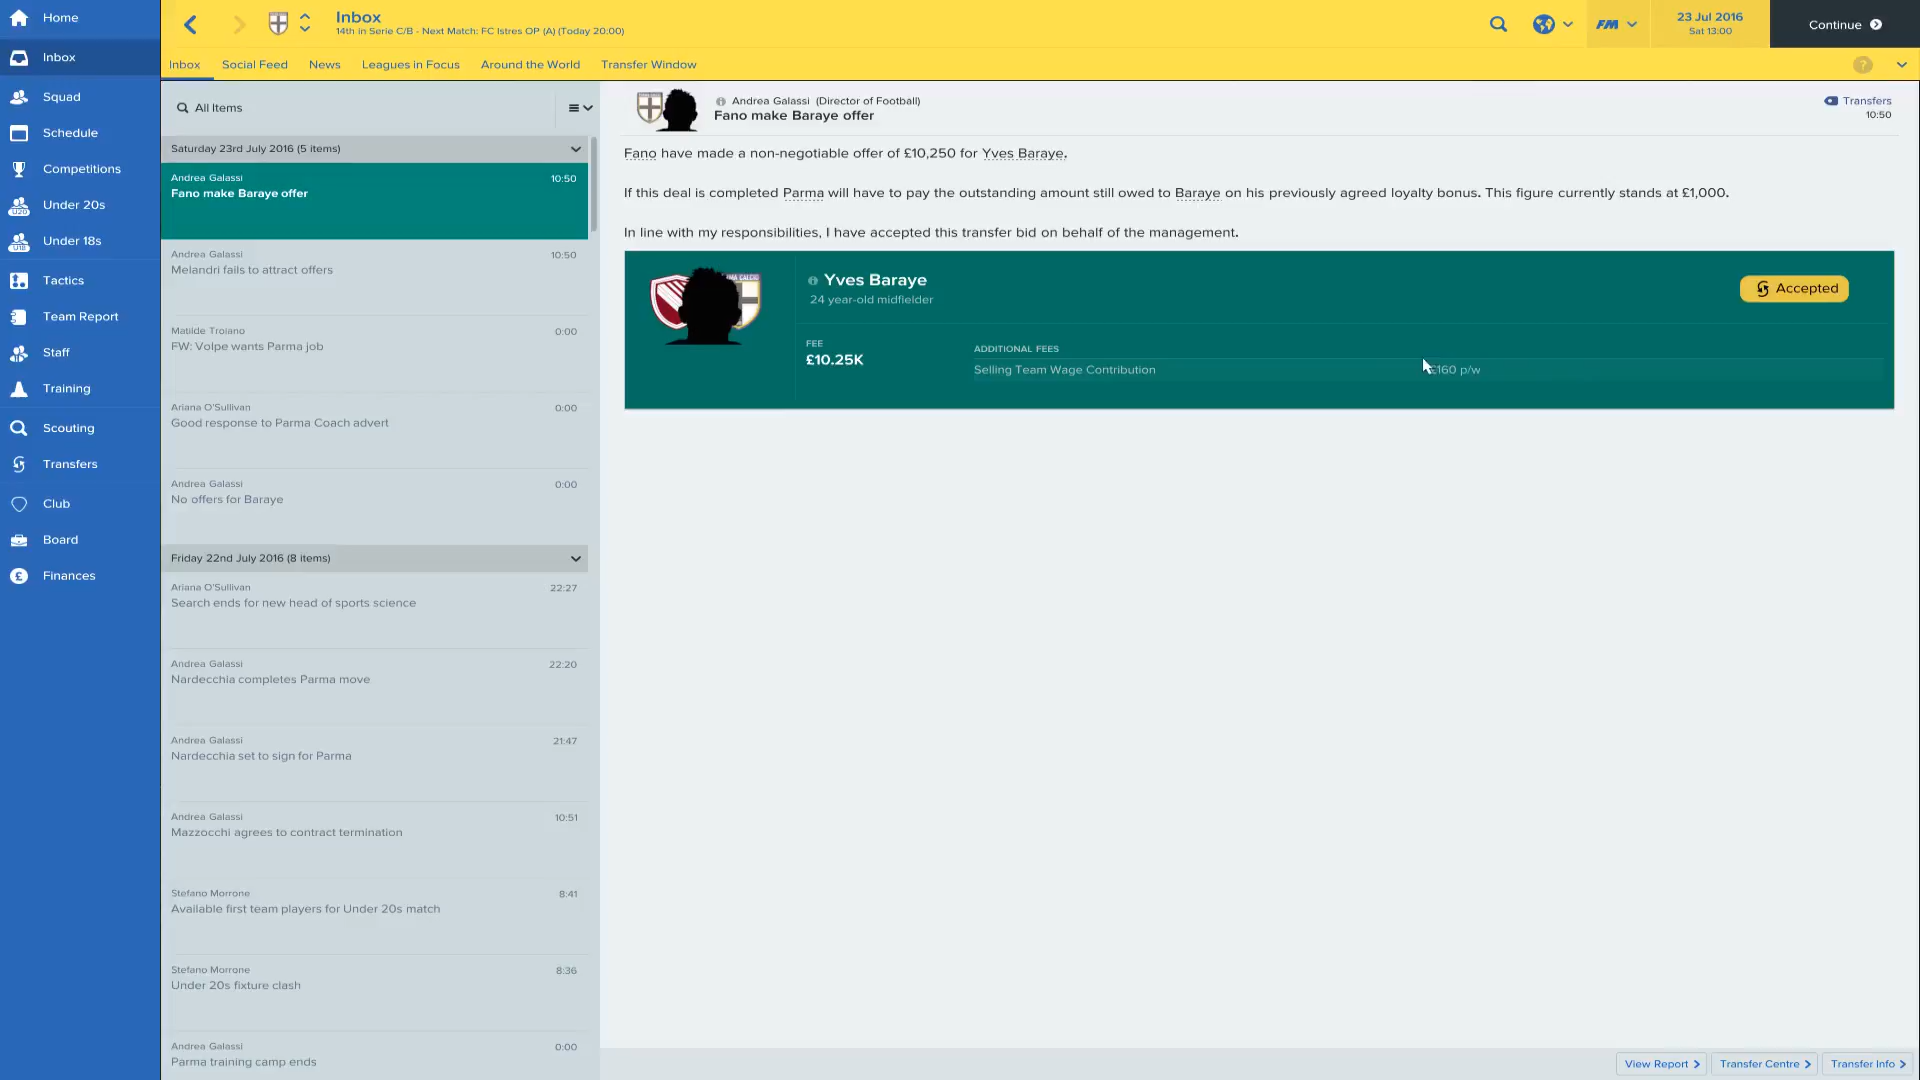 Home
Inbox
Squad
Schedule
Competitions
Under 20s
Under 18s
Tactics
Team Report
Staff
Training
Scouting
Transfers
Club
Board
Finances
Inbox
14th in Serie C/B - Next Match: FC Istres OP (A) (Today 20:00)
FM
23 Jul 2016
Sat 13:00
Continue
Inbox Social Feed News Leagues in Focus Around the World Transfer Window
All Items
Saturday 23rd July 2016 (5 items)
Andrea Galassi 10:50
Fano make Baraye offer
Andrea Galassi 10:50
Melandri fails to attract offers
Matilde Troiano 0:00
FW: Volpe wants Parma job
Ariana O'Sullivan 0:00
Good response to Parma Coach advert
Andrea Galassi 0:00
No offers for Baraye
Friday 22nd July 2016 (8 items)
Ariana O'Sullivan 22:27
Search ends for new head of sports science
Andrea Galassi 22:20
Nardecchia completes Parma move
Andrea Galassi 21:47
Nardecchia set to sign for Parma
Andrea Galassi 10:51
Mazzocchi agrees to contract termination
Stefano Morrone 8:41
Available first team players for Under 20s match
Stefano Morrone 8:36
Under 20s fixture clash
Andrea Galassi 0:00
Parma training camp ends
Andrea Galassi (Director of Football)
Fano make Baraye offer
Transfers
10:50
Fano have made a non-negotiable offer of £10,250 for Yves Baraye.
If this deal is completed Parma will have to pay the outstanding amount still owed to Baraye on his previously agreed loyalty bonus. This figure currently stands at £1,000.
In line with my responsibilities, I have accepted this transfer bid on behalf of the management.
Yves Baraye
24 year-old midfielder
Accepted
FEE
£10.25K
ADDITIONAL FEES
Selling Team Wage Contribution £160 p/w
View Report Transfer Centre Transfer Info